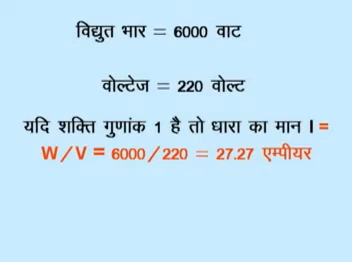 विद्युत भार = 6000 वाट
वोल्टेज = 220 वोल्ट
यदि शक्ति गुणांक 1 है तो धारा का मान I =
W/V = 6000/220 = 27.27 एम्पीयर